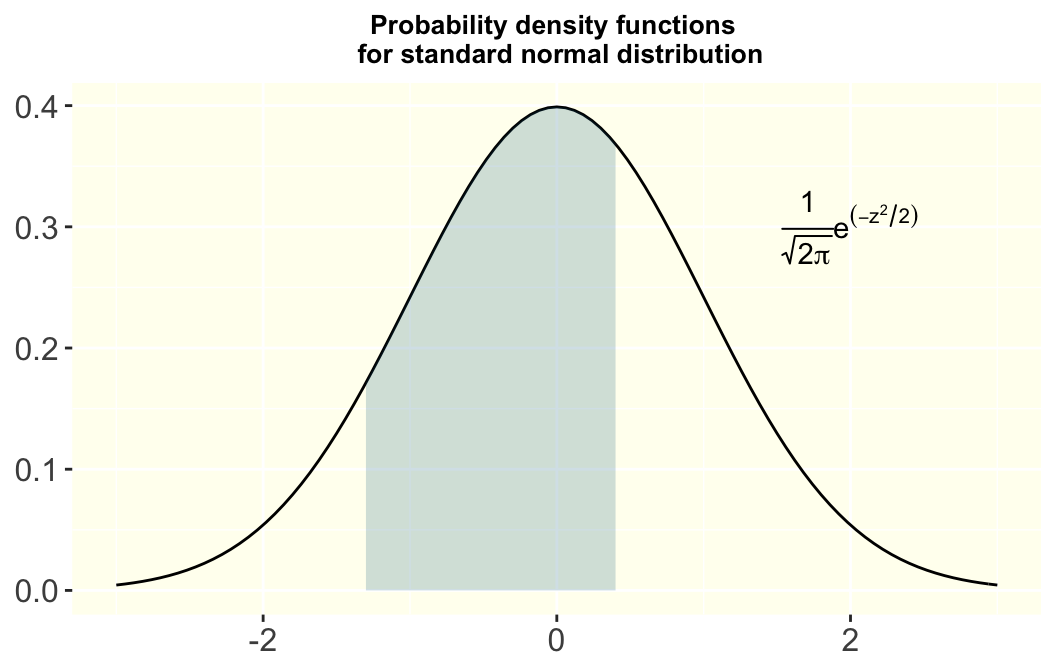 Probability density functions
for standard normal distribution
0.4
0.3
0.2
0.1
0.0
1
√2π
e(−z²/2)
-2 0 2